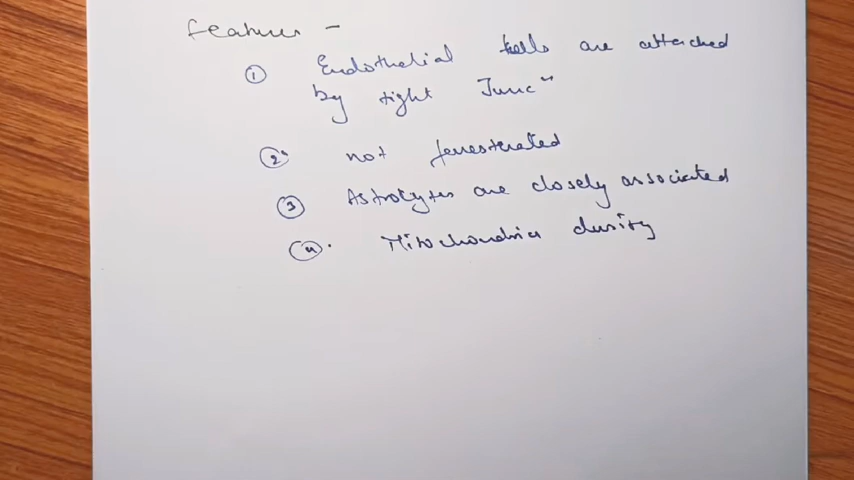 Features -
① Endothelial cells are attached
by tight Juncⁿ
② not fenestrated
③ Astrocytes are closely associated
④. Mitochondria density